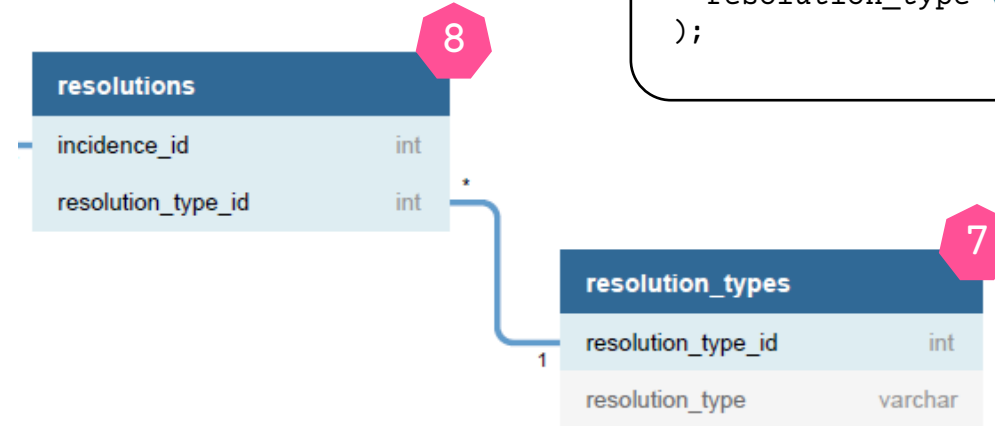 );
8
resolutions
incidence_id int
resolution_type_id int
*
7
resolution_types
resolution_type_id int
1
resolution_type varchar